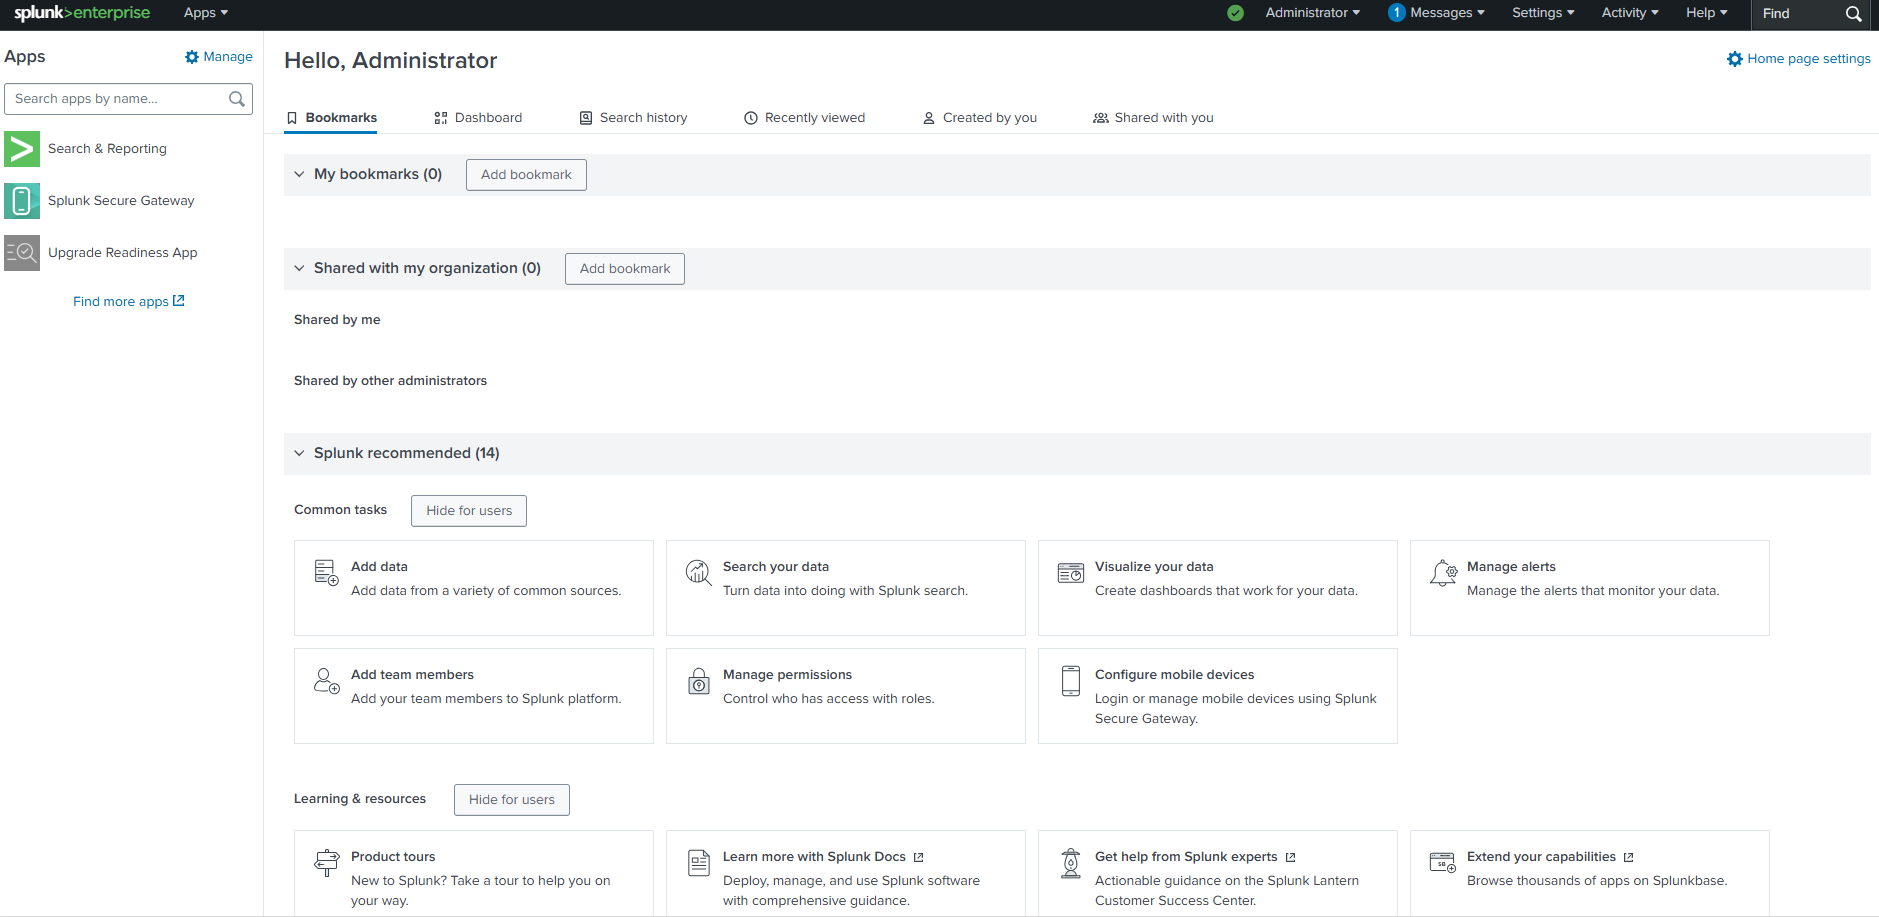 splunk>enterprise Apps Administrator 1 Messages Settings Activity Help Find
Apps Manage
Search apps by name...
Search & Reporting
Splunk Secure Gateway
Upgrade Readiness App
Find more apps
Hello, Administrator
Home page settings
Bookmarks Dashboard Search history Recently viewed Created by you Shared with you
My bookmarks (0) Add bookmark
Shared with my organization (0) Add bookmark
Shared by me
Shared by other administrators
Splunk recommended (14)
Common tasks Hide for users
Add data
Add data from a variety of common sources.
Search your data
Turn data into doing with Splunk search.
Visualize your data
Create dashboards that work for your data.
Manage alerts
Manage the alerts that monitor your data.
Add team members
Add your team members to Splunk platform.
Manage permissions
Control who has access with roles.
Configure mobile devices
Login or manage mobile devices using Splunk
Secure Gateway.
Learning & resources Hide for users
Product tours
New to Splunk? Take a tour to help you on
your way.
Learn more with Splunk Docs
Deploy, manage, and use Splunk software
with comprehensive guidance.
Get help from Splunk experts
Actionable guidance on the Splunk Lantern
Customer Success Center.
Extend your capabilities
Browse thousands of apps on Splunkbase.